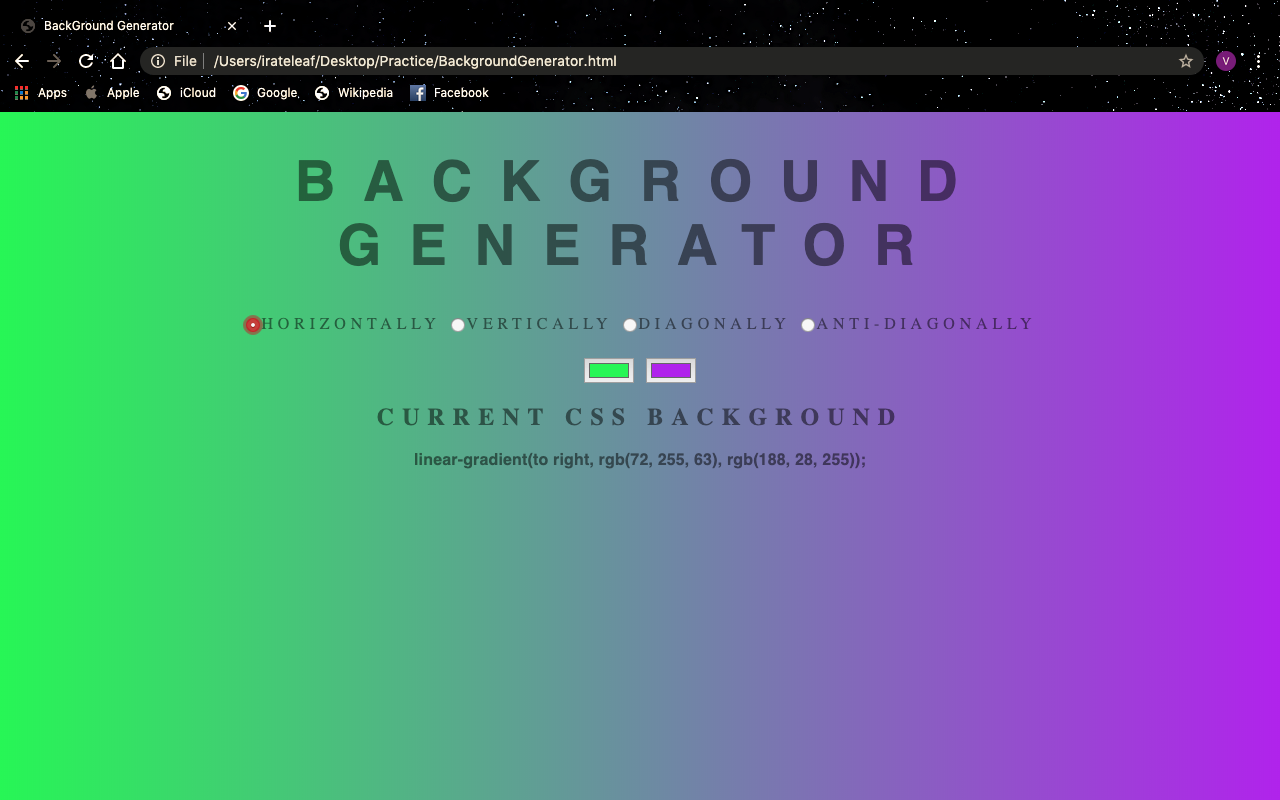 BackGround Generator
File /Users/irateleaf/Desktop/Practice/BackgroundGenerator.html V
Apps Apple iCloud Google Wikipedia Facebook
BACKGROUND
GENERATOR
HORIZONTALLY VERTICALLY DIAGONALLY ANTI-DIAGONALLY
CURRENT CSS BACKGROUND
linear-gradient(to right, rgb(72, 255, 63), rgb(188, 28, 255));